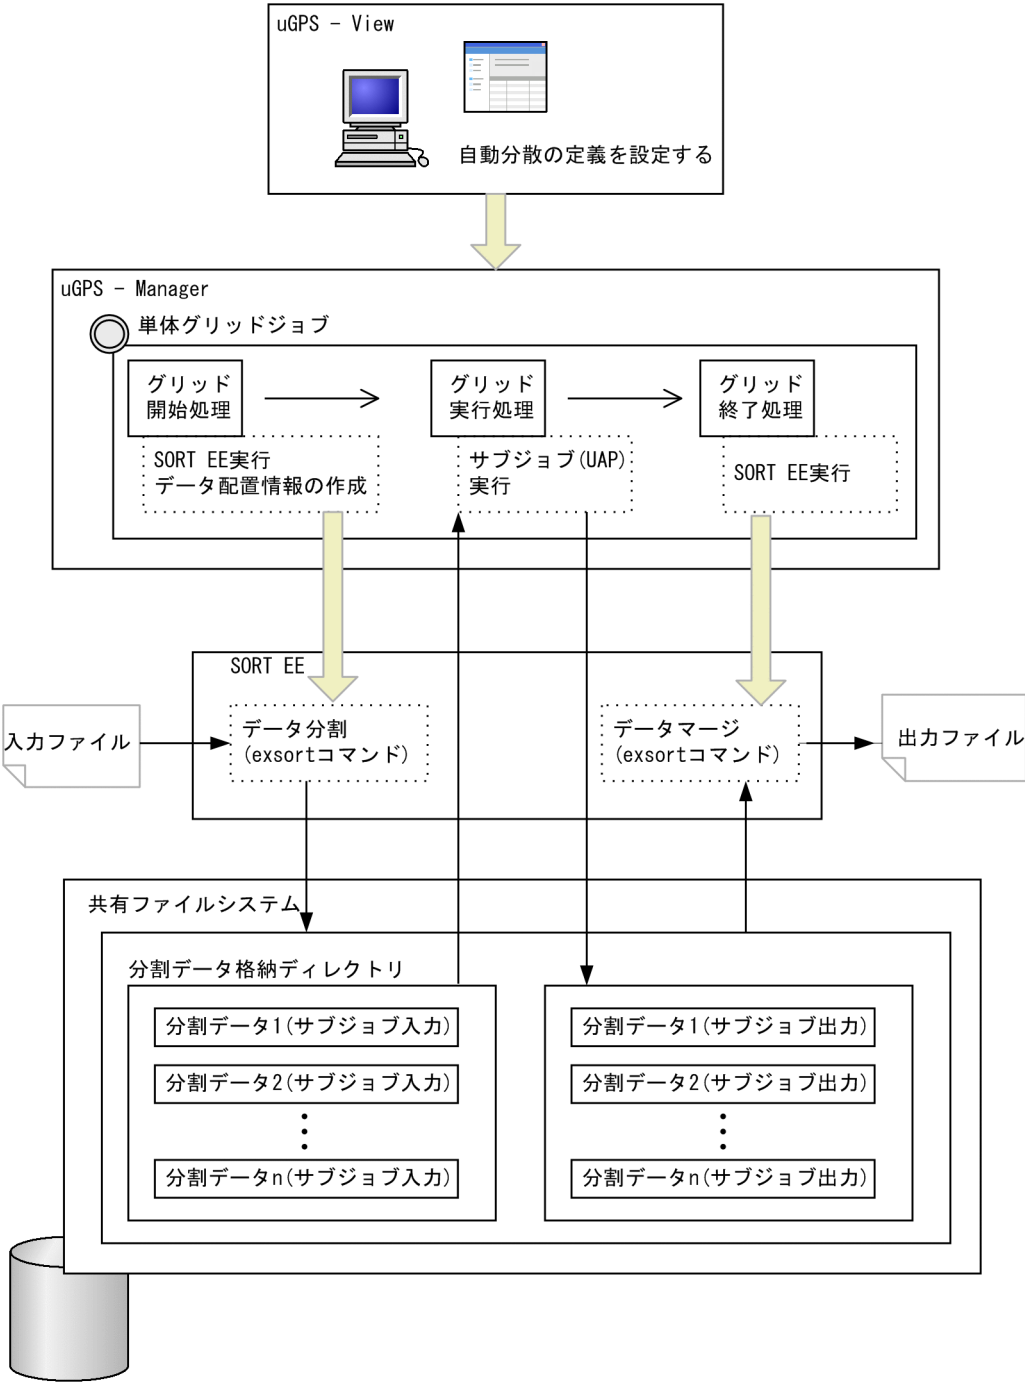 uGPS - View
自動分散の定義を設定する
uGPS - Manager
単体グリッドジョブ
グリッド
開始処理
グリッド
実行処理
グリッド
終了処理
SORT EE実行
データ配置情報の作成
サブジョブ(UAP)
実行
SORT EE実行
SORT EE
入力ファイル
データ分割
(exsortコマンド)
データマージ
(exsortコマンド)
出力ファイル
共有ファイルシステム
分割データ格納ディレクトリ
分割データ1(サブジョブ入力)
分割データ2(サブジョブ入力)
分割データn(サブジョブ入力)
分割データ1(サブジョブ出力)
分割データ2(サブジョブ出力)
分割データn(サブジョブ出力)